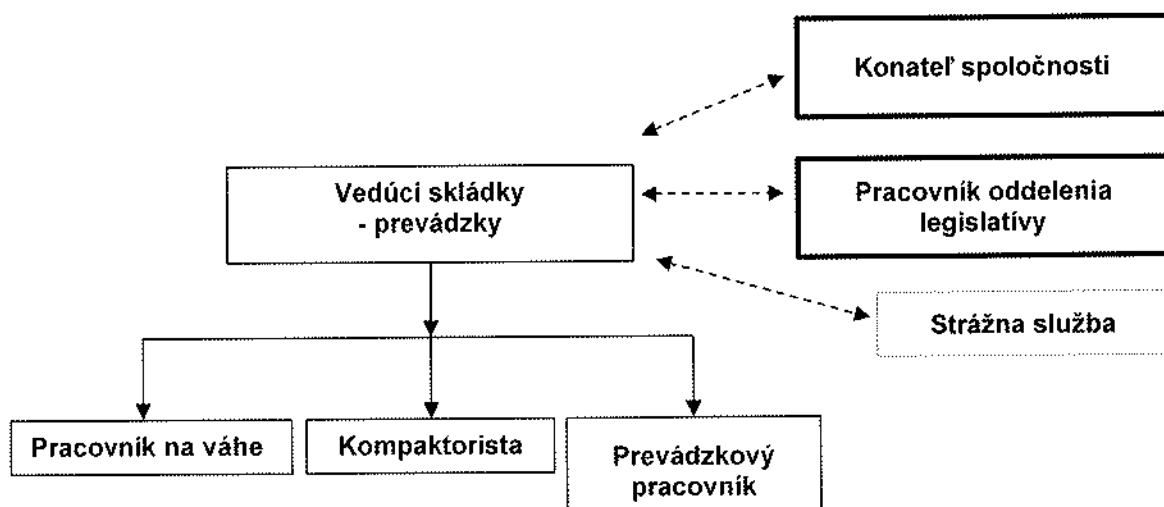 Konateľ spoločnosti
Vedúci skládky
- prevádzky
Pracovník oddelenia
legislatívy
Strážna služba
Pracovník na váhe
Kompaktorista
Prevádzkový
pracovník